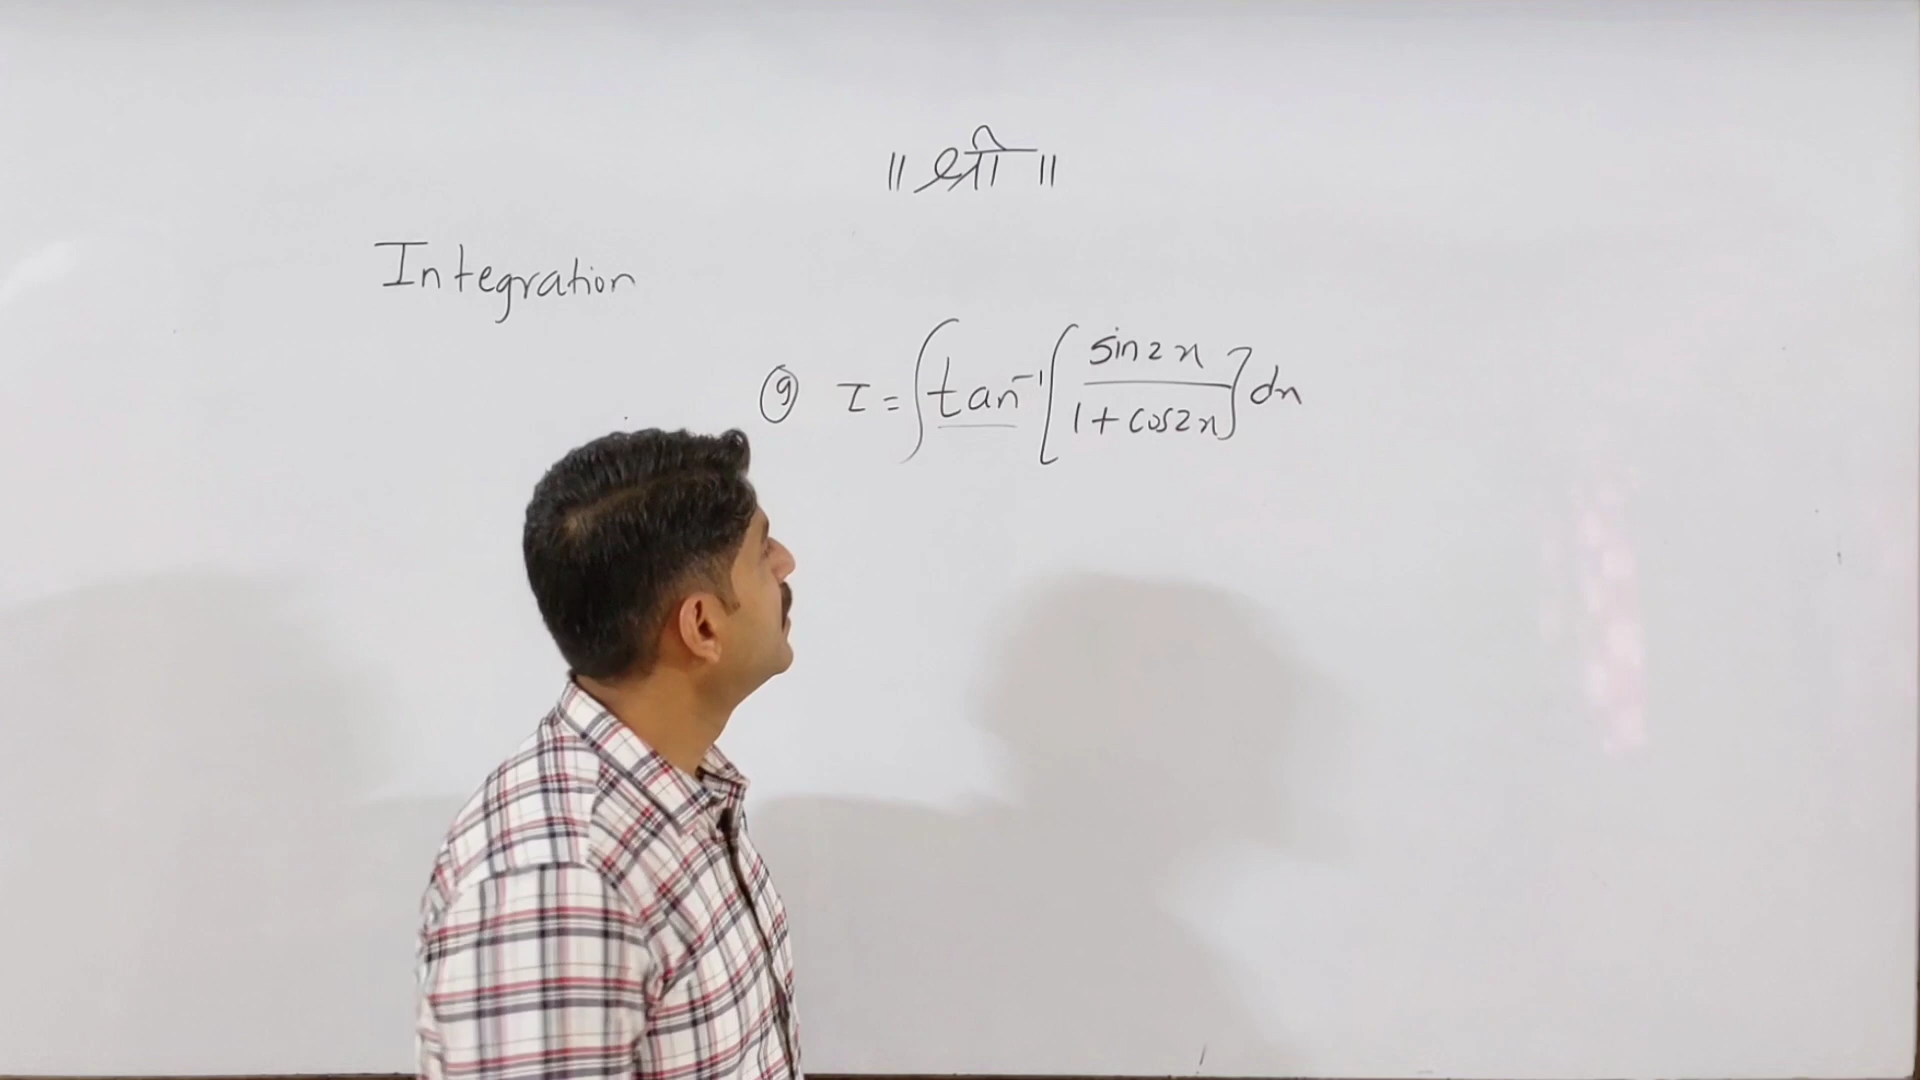 ॥ श्री ॥
Integration
⑨ I = ∫ tan⁻¹ [ sin2x / 1 + cos2x ] dx